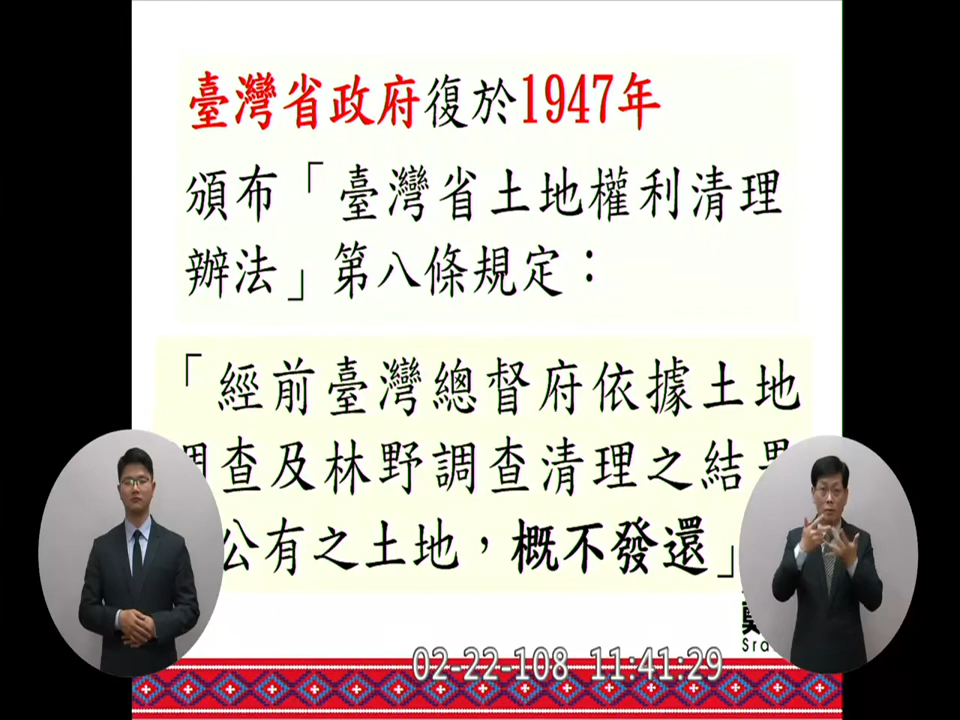 臺灣省政府復於1947年
頒布「臺灣省土地權利清理
辦法」第八條規定：
「經前臺灣總督府依據土地
調查及林野調查清理之結果
公有之土地，概不發還」
Sra
02-22-108 11:41:29